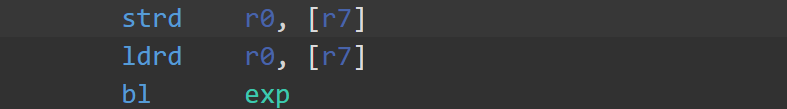 strd r0, [r7]
ldrd r0, [r7]
bl exp